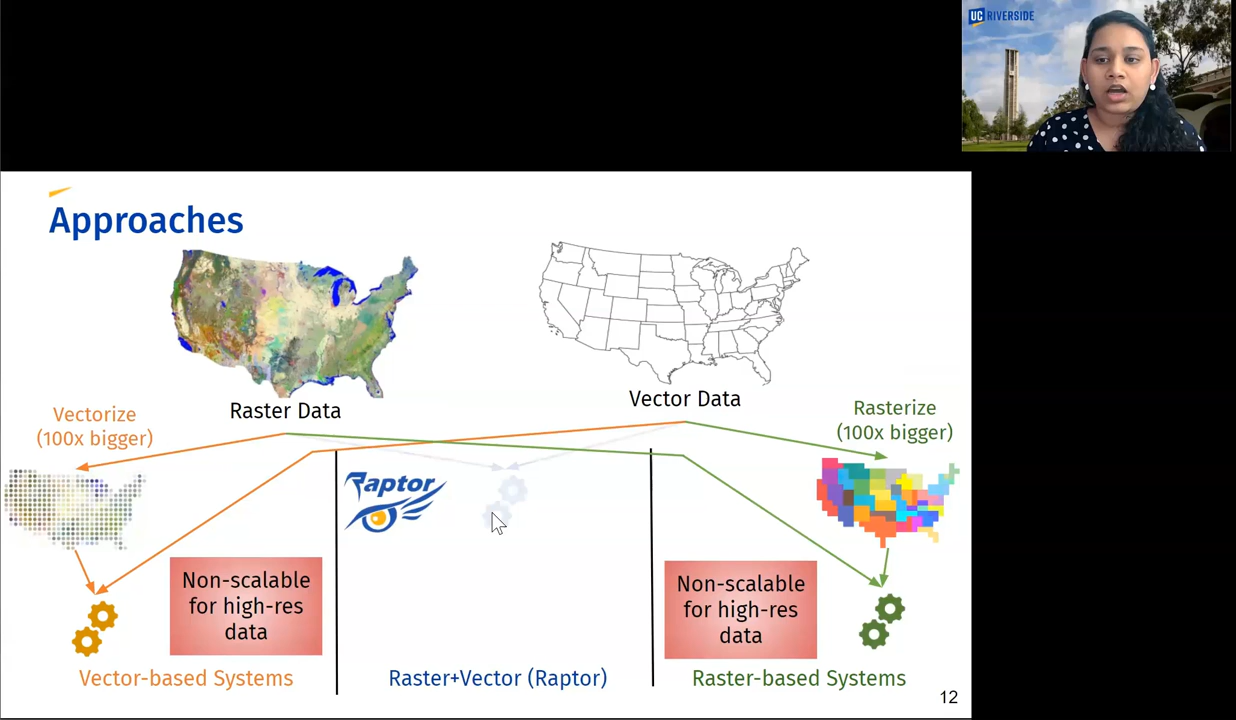 UC RIVERSIDE
Approaches
Raster Data
Vector Data
Vectorize
(100x bigger)
Rasterize
(100x bigger)
Raptor
Non-scalable
for high-res
data
Non-scalable
for high-res
data
Vector-based Systems
Raster+Vector (Raptor)
Raster-based Systems
12